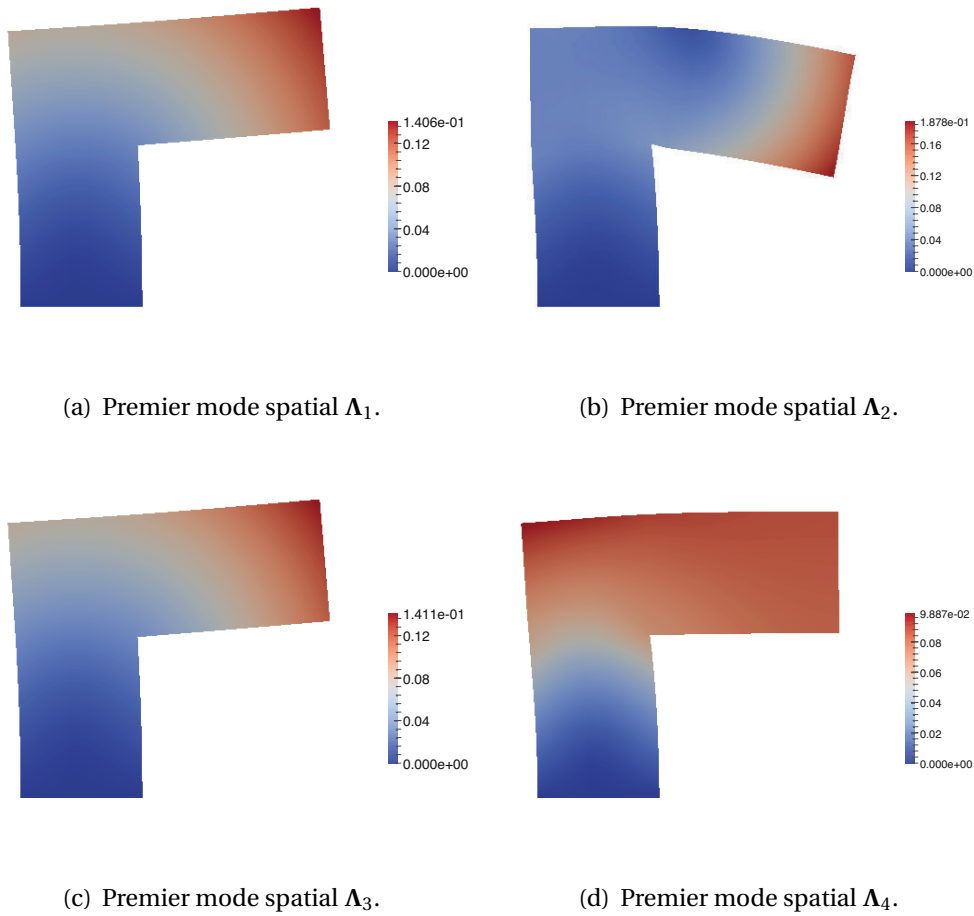 1.406e-01
0.12
0.08
0.04
0.000e+00
1.878e-01
0.16
0.12
0.08
0.04
0.000e+00
(a) Premier mode spatial Λ1.
(b) Premier mode spatial Λ2.
1.411e-01
0.12
0.08
0.04
0.000e+00
9.887e-02
0.08
0.06
0.04
0.02
0.000e+00
(c) Premier mode spatial Λ3.
(d) Premier mode spatial Λ4.